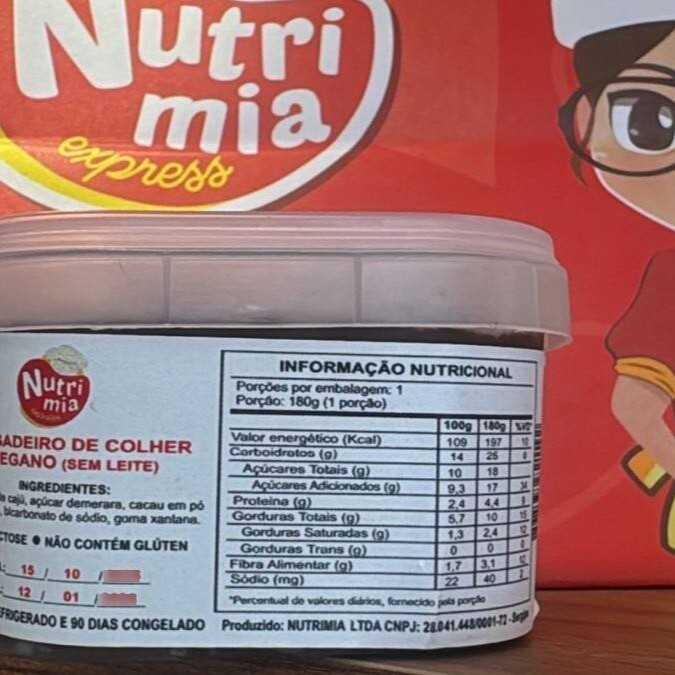 Nutri
mia
express
Nutri
mia
GADEIRO DE COLHER
EGANO (SEM LEITE)
INGREDIENTES:
de cajú, açúcar demerara, cacau em pó
, bicarbonato de sódio, goma xantana.
CTOSE ● NÃO CONTÉM GLÚTEN
15 / 10 /
12 / 01 /
EFRIGERADO E 90 DIAS CONGELADO
INFORMAÇÃO NUTRICIONAL
Porções por embalagem: 1
Porção: 180g (1 porção)
100g 180g %VD*
Valor energético (Kcal) 109 197 10
Carboidratos (g) 14 26 8
Açúcares Totais (g) 10 18
Açúcares Adicionados (g) 9,3 17 34
Proteína (g) 2,4 4,4 9
Gorduras Totais (g) 5,7 10 15
Gorduras Saturadas (g) 1,3 2,4 12
Gorduras Trans (g) 0 0 0
Fibra Alimentar (g) 1,7 3,1 12
Sódio (mg) 22 40 2
*Percentual de valores diários, fornecido pela porção
Produzido: NUTRIMIA LTDA CNPJ: 28.041.448/0001-72 -